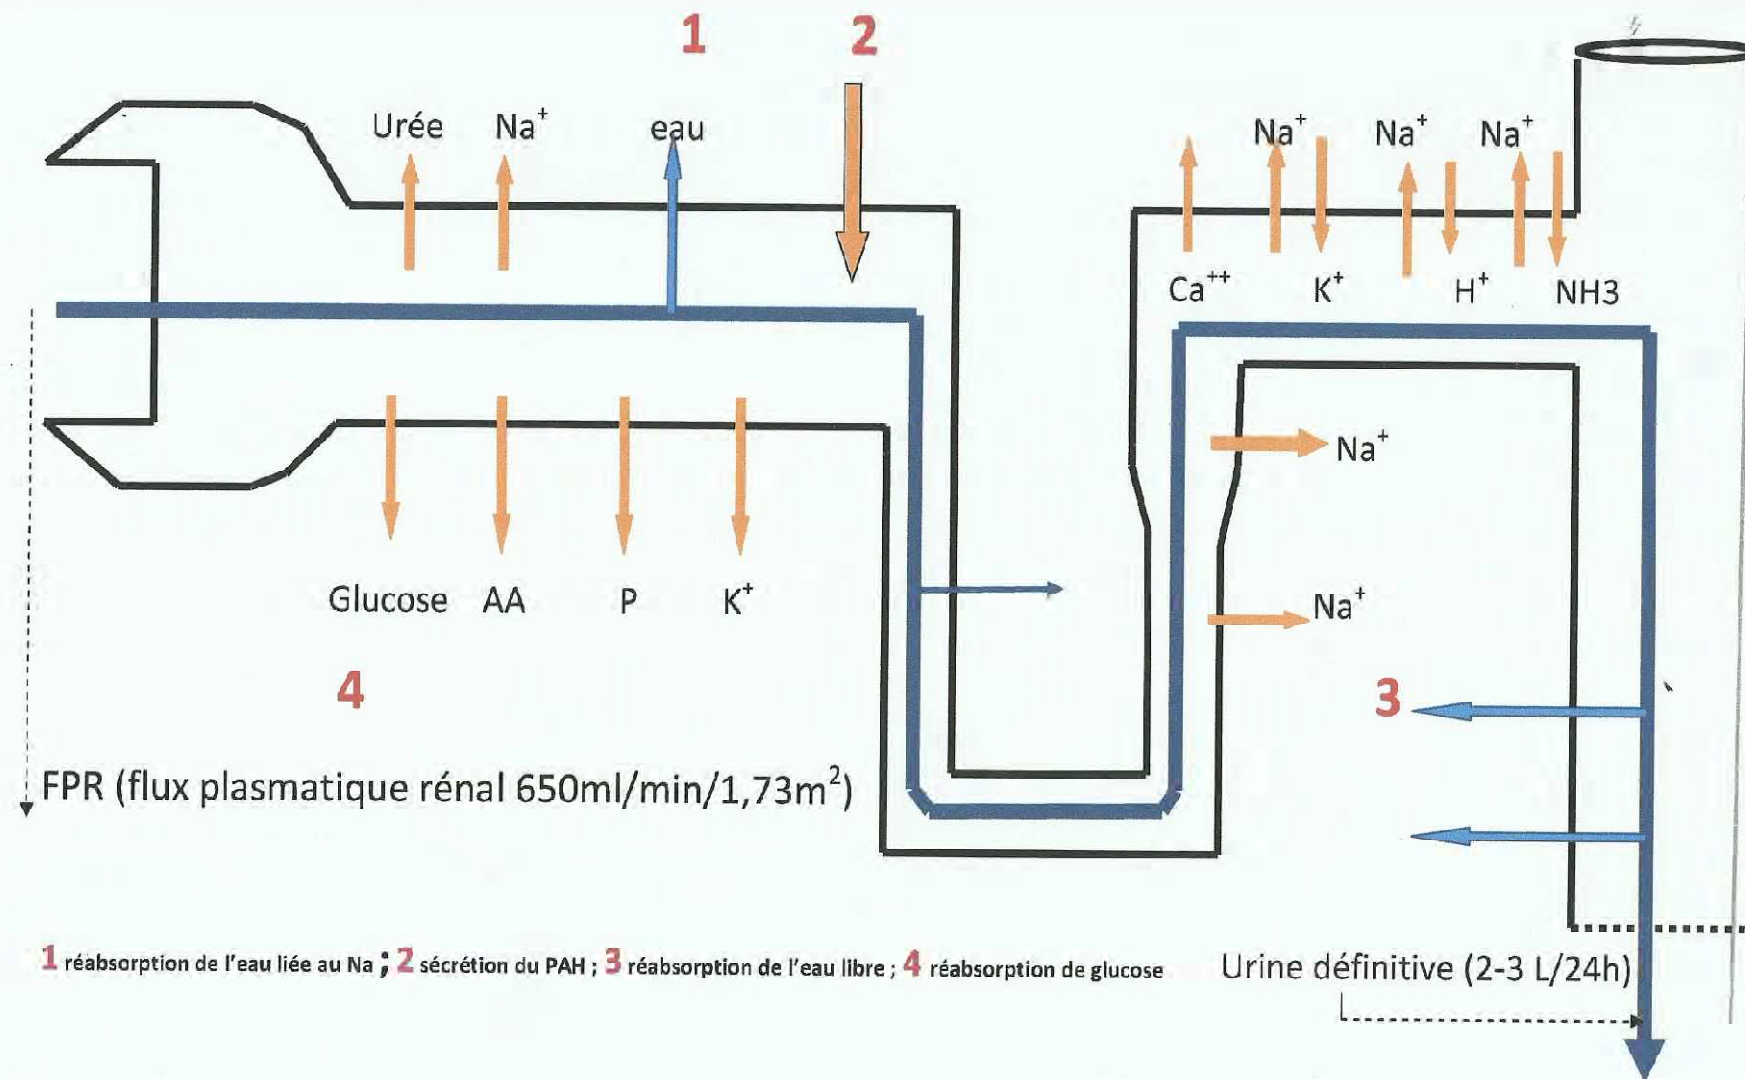 1
2
Urée Na⁺ eau
Na⁺ Na⁺ Na⁺
Ca⁺⁺ K⁺ H⁺ NH3
Na⁺
Glucose AA P K⁺
Na⁺
4
3
FPR (flux plasmatique rénal 650ml/min/1,73m²)
1 réabsorption de l'eau liée au Na ; 2 sécrétion du PAH ; 3 réabsorption de l'eau libre ; 4 réabsorption de glucose
Urine définitive (2-3 L/24h)